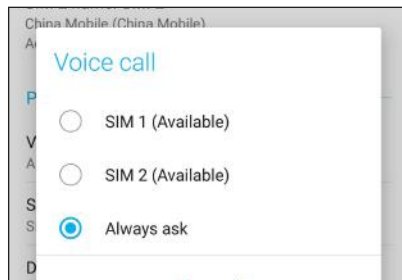 China Mobile (China Mobile)
A
Voice call
P
SIM 1 (Available)
V
A
SIM 2 (Available)
S
S
Always ask
D